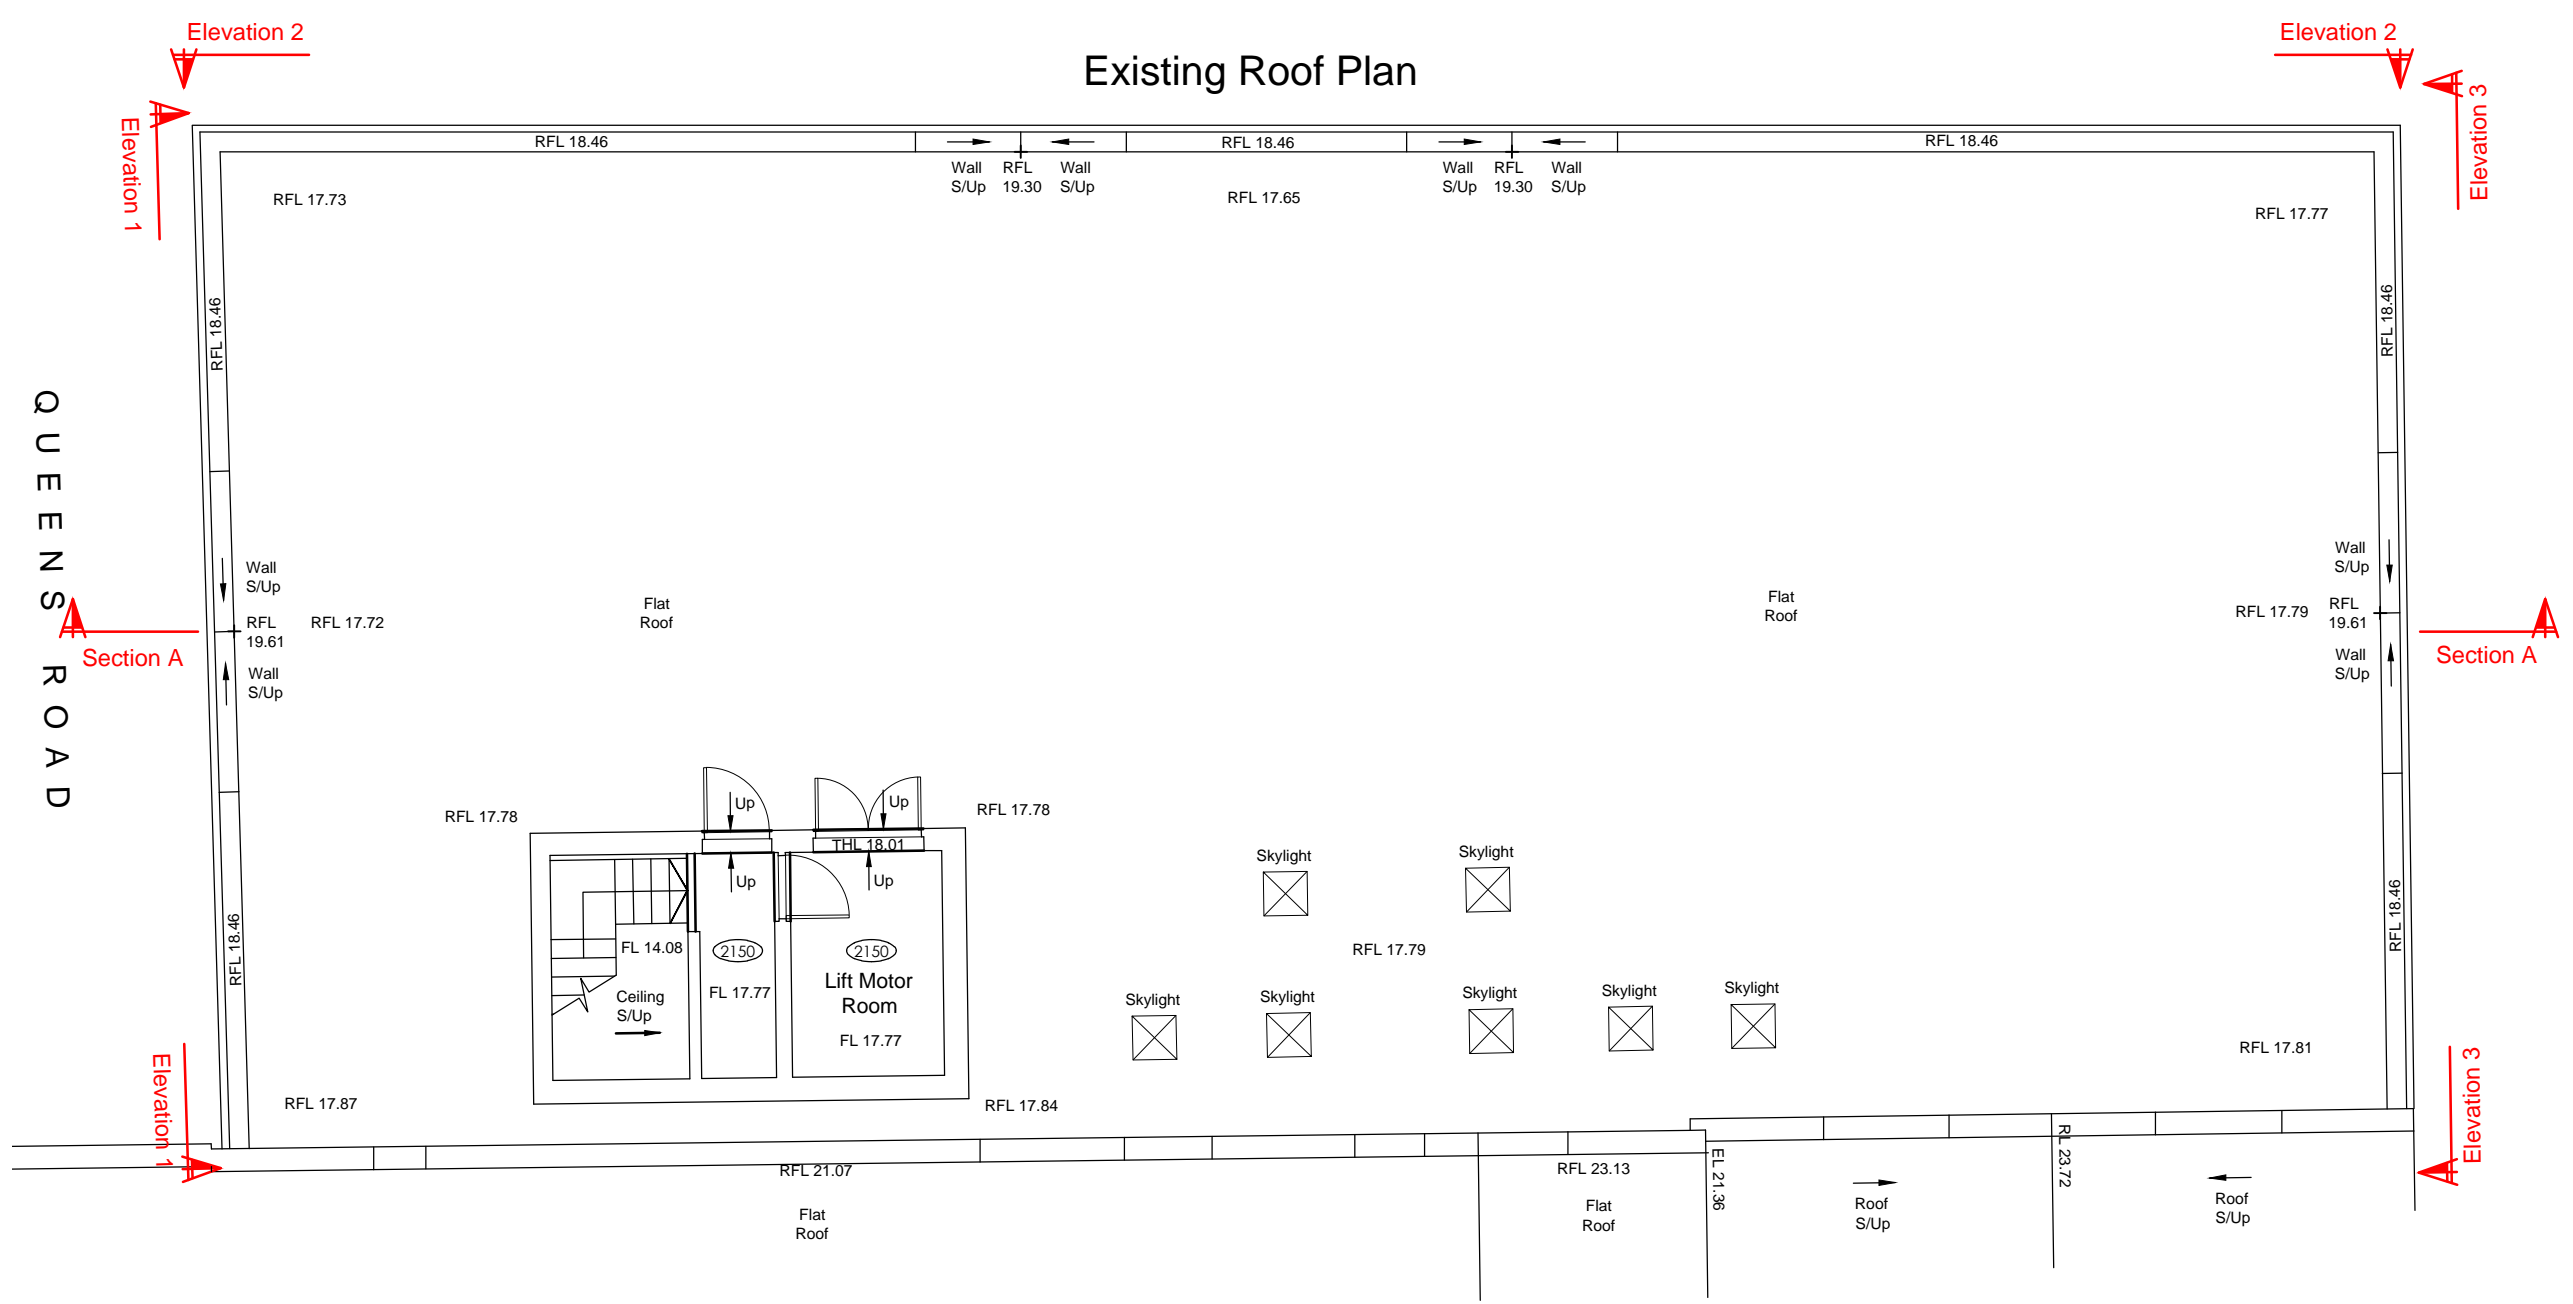 Existing Roof Plan
Elevation 2
Elevation 2
Elevation 1
Elevation 3
RFL 18.46
RFL 18.46
RFL 18.46
Wall
S/Up
RFL
19.30
Wall
S/Up
Wall
S/Up
RFL
19.30
Wall
S/Up
RFL 17.73
RFL 17.65
RFL 17.77
RFL 18.46
RFL 18.46
QUEENS ROAD
Wall
S/Up
RFL
19.61
Wall
S/Up
RFL 17.72
Flat
Roof
Flat
Roof
RFL 17.79
Wall
S/Up
RFL
19.61
Wall
S/Up
Section A
Section A
RFL 17.78
Up
Up
RFL 17.78
THL 18.01
Up
Up
Skylight
Skylight
RFL 18.46
RFL 18.46
FL 14.08
2150
2150
RFL 17.79
Lift Motor
Room
FL 17.77
Ceiling
S/Up
FL 17.77
Skylight
Skylight
Skylight
Skylight
Skylight
RFL 17.81
Elevation 1
Elevation 3
RFL 17.87
RFL 17.84
RFL 21.07
RFL 23.13
EL 21.36
RL 23.72
Flat
Roof
Flat
Roof
Roof
S/Up
Roof
S/Up